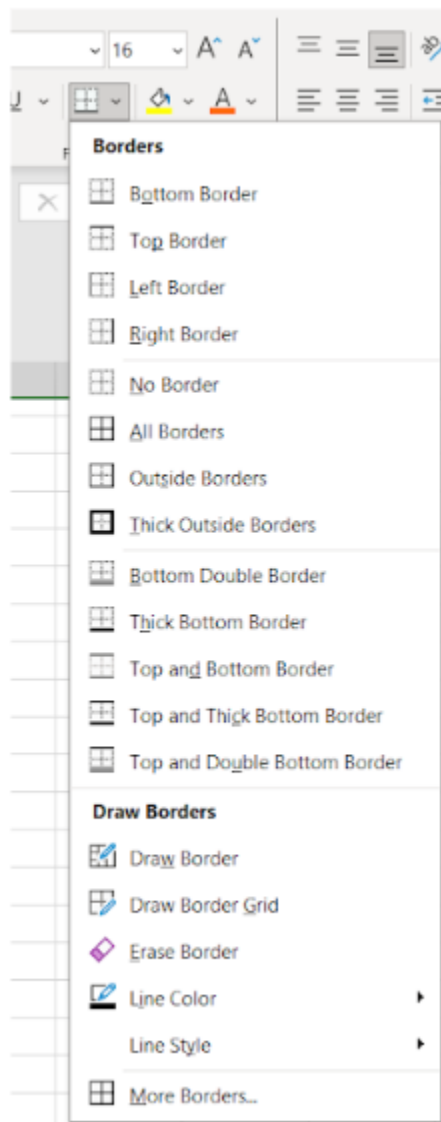 16 A A
U A
Borders
Bottom Border
Top Border
Left Border
Right Border
No Border
All Borders
Outside Borders
Thick Outside Borders
Bottom Double Border
Thick Bottom Border
Top and Bottom Border
Top and Thick Bottom Border
Top and Double Bottom Border
Draw Borders
Draw Border
Draw Border Grid
Erase Border
Line Color
Line Style
More Borders...